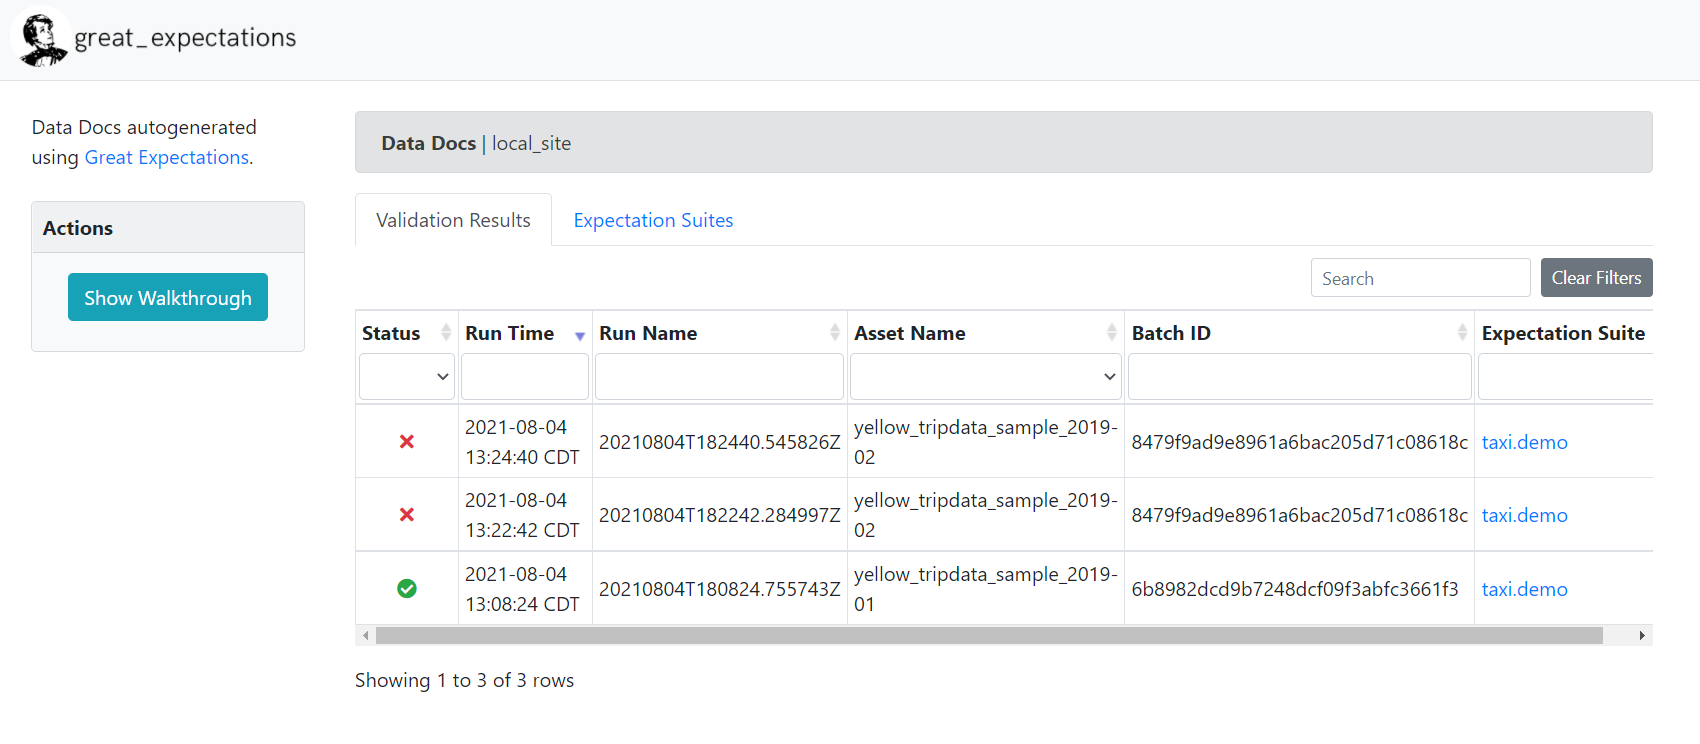 great_expectations
Data Docs autogenerated
using Great Expectations.
Actions
Show Walkthrough
Data Docs | local_site
Validation Results Expectation Suites
Search Clear Filters
Status Run Time Run Name Asset Name Batch ID Expectation Suite
2021-08-04
13:24:40 CDT 20210804T182440.545826Z yellow_tripdata_sample_2019-
02 8479f9ad9e8961a6bac205d71c08618c taxi.demo
2021-08-04
13:22:42 CDT 20210804T182242.284997Z yellow_tripdata_sample_2019-
02 8479f9ad9e8961a6bac205d71c08618c taxi.demo
2021-08-04
13:08:24 CDT 20210804T180824.755743Z yellow_tripdata_sample_2019-
01 6b8982dcd9b7248dcf09f3abfc3661f3 taxi.demo
Showing 1 to 3 of 3 rows